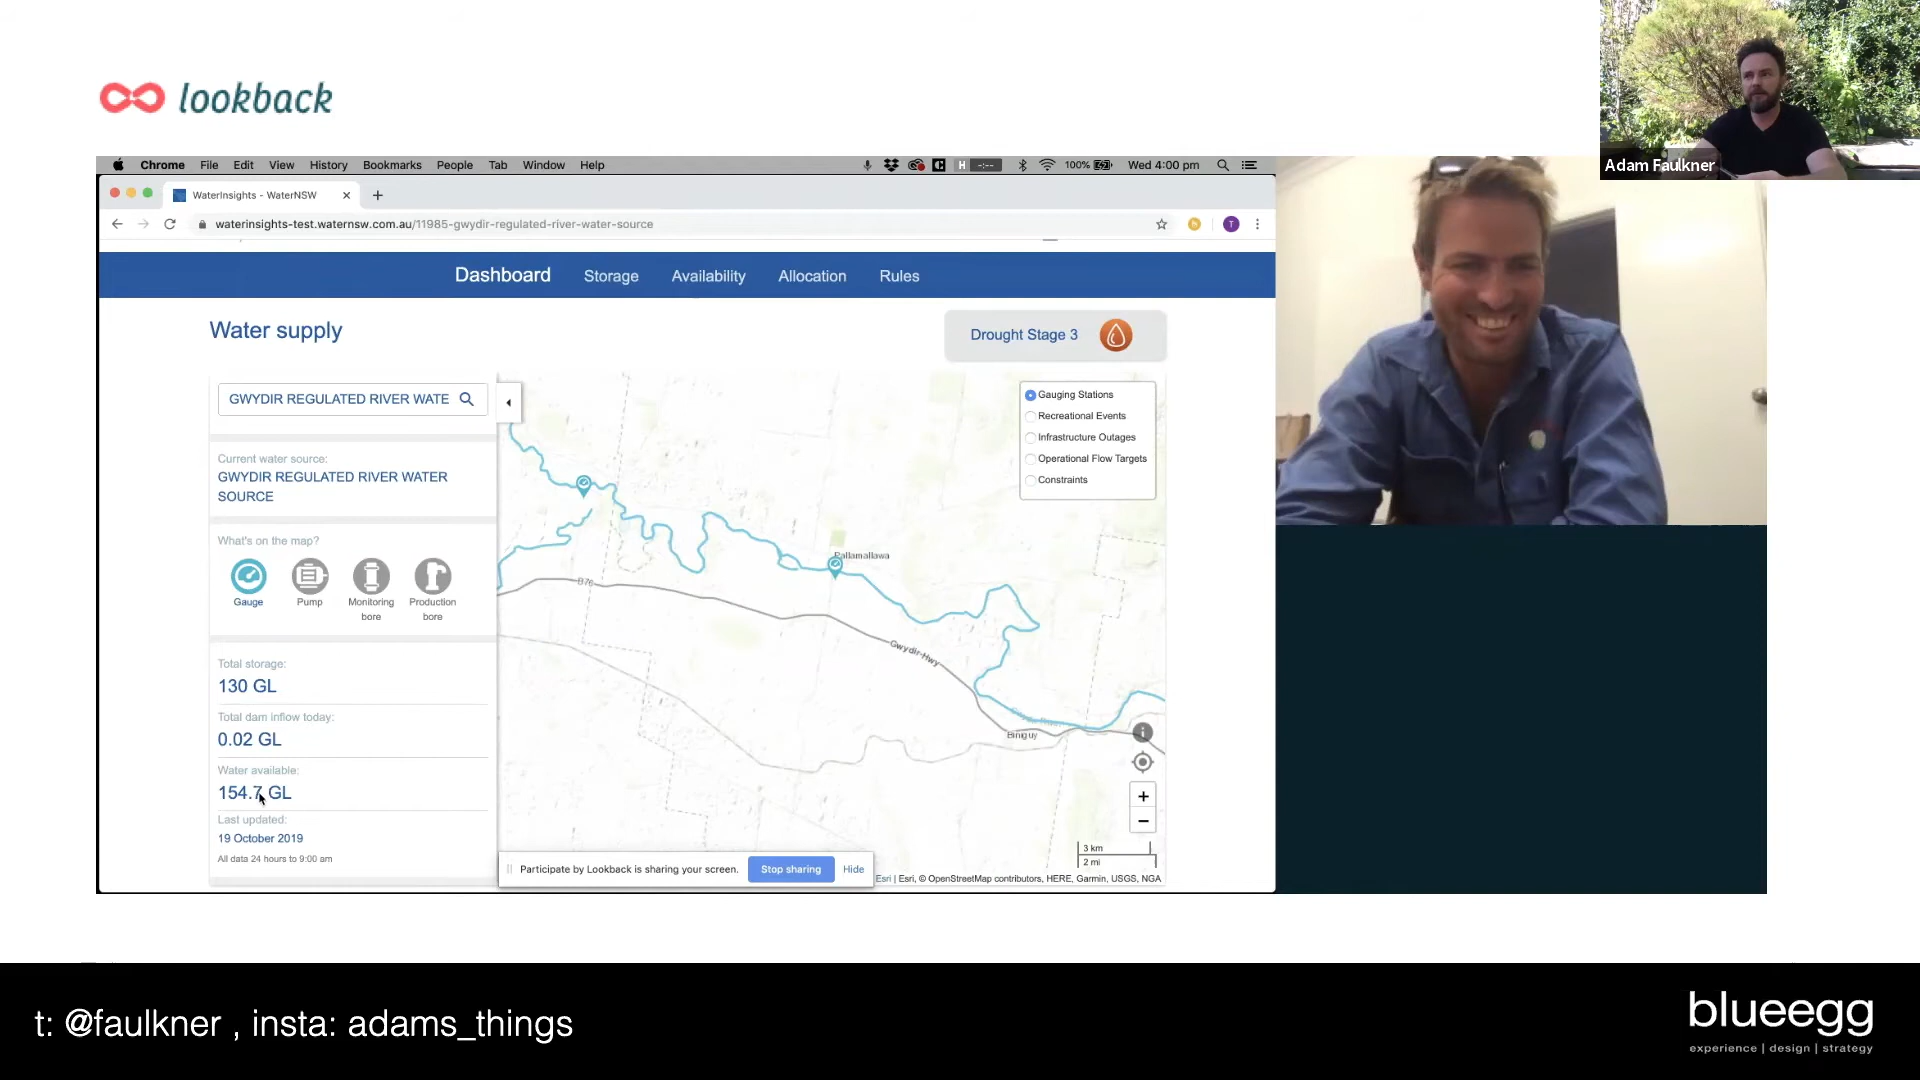 lookback
Adam Faulkner
Chrome File Edit View History Bookmarks People Tab Window Help
H --:-- 100% Wed 4:00 pm
WaterInsights - WaterNSW
waterinsights-test.waternsw.com.au/11985-gwydir-regulated-river-water-source
T
Dashboard Storage Availability Allocation Rules
Water supply
Drought Stage 3
GWYDIR REGULATED RIVER WATE
Current water source:
GWYDIR REGULATED RIVER WATER
SOURCE
What's on the map?
Gauge Pump Monitoring bore Production bore
Total storage:
130 GL
Total dam inflow today:
0.02 GL
Water available:
154.7 GL
Last updated:
19 October 2019
All data 24 hours to 9:00 am
Gauging Stations
Recreational Events
Infrastructure Outages
Operational Flow Targets
Constraints
Pallamallawa
B76
Gwydir-Hwy
Biniguy
3 km
2 mi
Participate by Lookback is sharing your screen. Stop sharing Hide
Esri | Esri, © OpenStreetMap contributors, HERE, Garmin, USGS, NGA
t: @faulkner , insta: adams_things
blueegg
experience | design | strategy